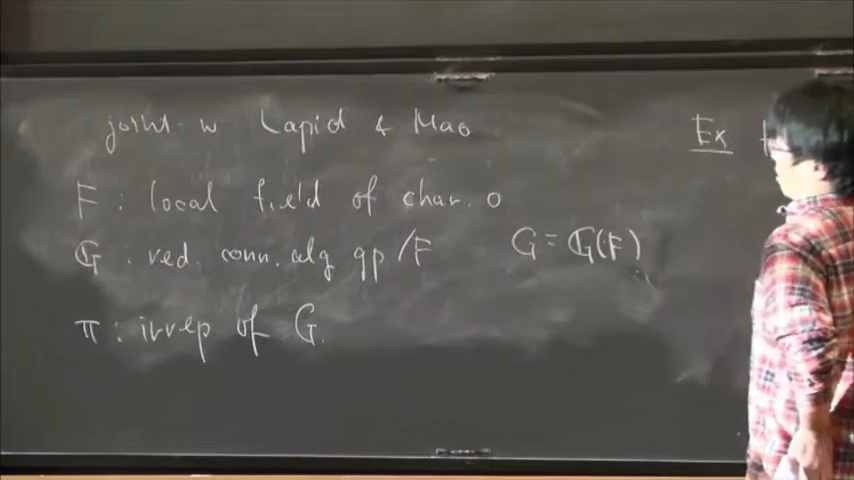 joint w Lapid & Mao
F : local field of char. 0
𝔾 . red. conn. alg gp /F G = 𝔾(F)
π : irrep of G.
Ex